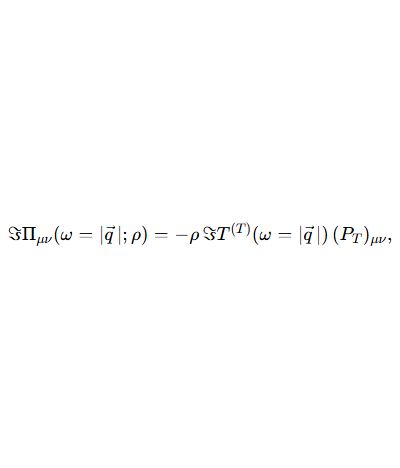 ℑΠ_{μν}(ω = |q⃗|; ρ) = −ρ ℑT^{(T)}(ω = |q⃗|) (P_T)_{μν},